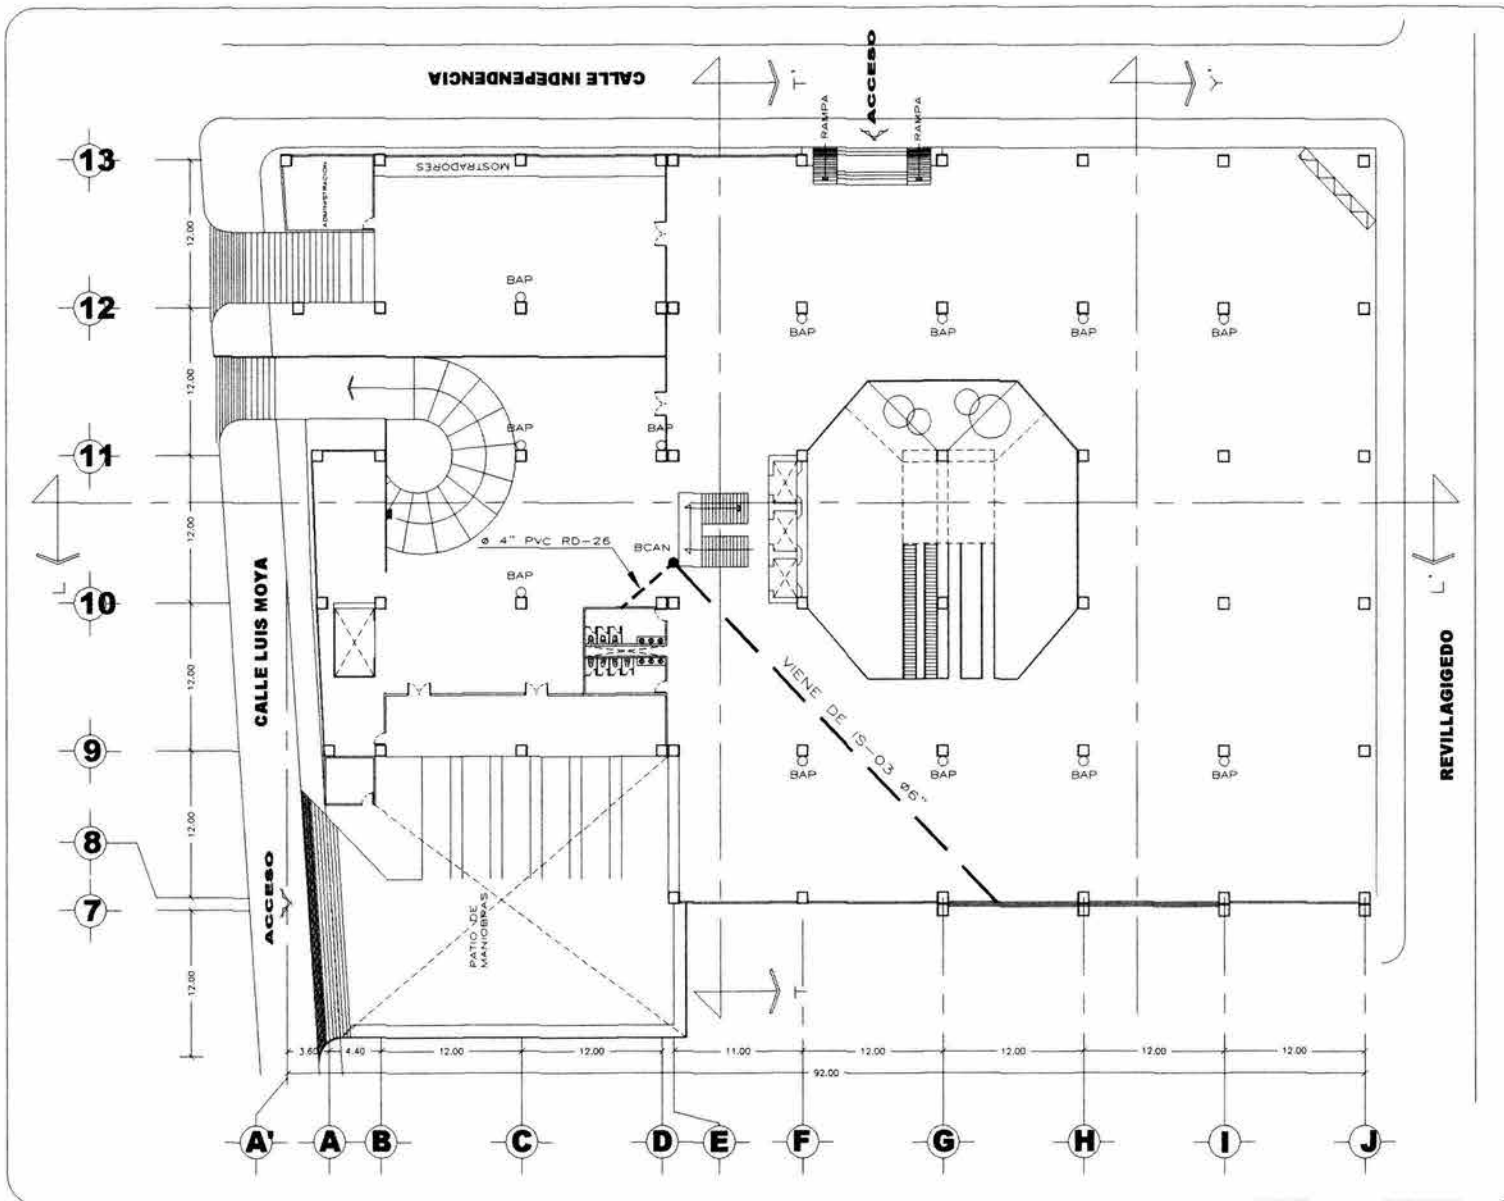 CALLE INDEPENDENCIA
T'
ACCESO
Y'
RAMPA
RAMPA
13
MOSTRADORES
ADMINISTRACION
12.00
BAP
12
BAP
BAP
BAP
BAP
12.00
11
BAP
BAP
12.00
L
L'
ø 4" PVC RD-26
BCAN
BAP
10
CALLE LUIS MOYA
12.00
VIENE DE IS-03 ø6"
REVILLAGIGEDO
9
BAP
BAP
BAP
BAP
12.00
8
7
ACCESO
PATIO DE
MANIOBRAS
12.00
T
3.60
4.40
12.00
12.00
11.00
12.00
12.00
12.00
12.00
92.00
A'
A
B
C
D
E
F
G
H
I
J